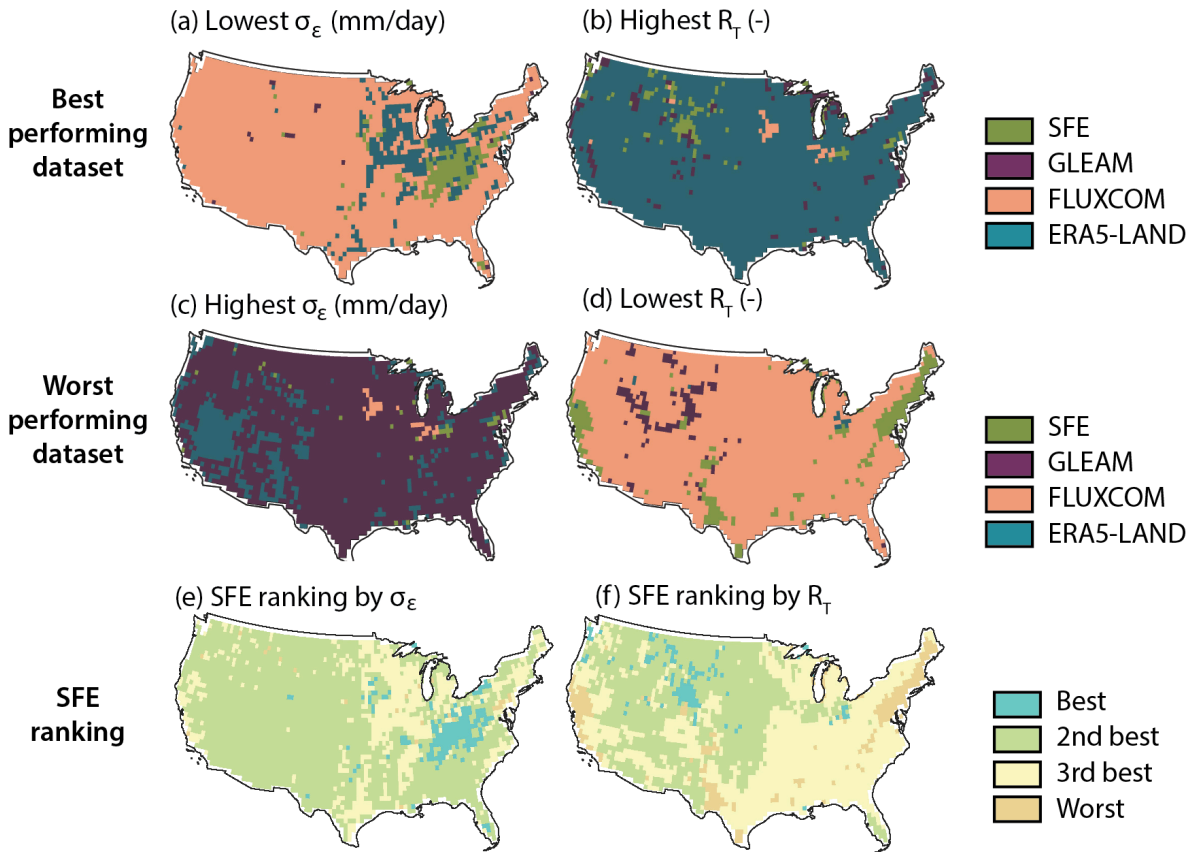 (a) Lowest σε (mm/day)
(b) Highest RT (-)
Best
performing
dataset
SFE
GLEAM
FLUXCOM
ERA5-LAND
(c) Highest σε (mm/day)
(d) Lowest RT (-)
Worst
performing
dataset
SFE
GLEAM
FLUXCOM
ERA5-LAND
(e) SFE ranking by σε
(f) SFE ranking by RT
SFE
ranking
Best
2nd best
3rd best
Worst